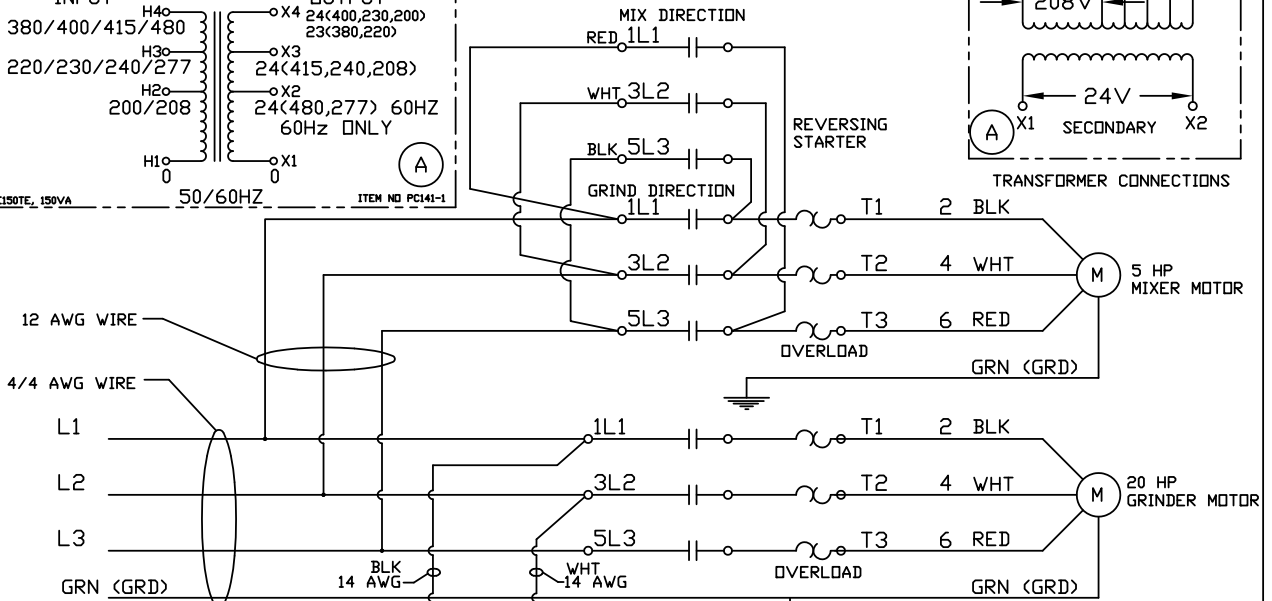 INPUT
H4
380/400/415/480
H3
220/230/240/277
H2
200/208
H1
0
OUTPUT
X4 24(400,230,200)
23(380,220)
X3
24(415,240,208)
X2
24(480,277) 60HZ
60Hz ONLY
X1
0
A
50/60HZ
C150TE, 150VA
ITEM NO PC141-1
MIX DIRECTION
RED 1L1
WHT 3L2
BLK 5L3
REVERSING
STARTER
GRIND DIRECTION
1L1
3L2
5L3
T1 2 BLK
T2 4 WHT
T3 6 RED
OVERLOAD
GRN (GRD)
M
5 HP
MIXER MOTOR
208V
24V
A
X1 SECONDARY X2
TRANSFORMER CONNECTIONS
12 AWG WIRE
4/4 AWG WIRE
L1
L2
L3
GRN (GRD)
1L1
3L2
5L3
BLK
14 AWG
WHT
14 AWG
T1 2 BLK
T2 4 WHT
T3 6 RED
OVERLOAD
GRN (GRD)
M
20 HP
GRINDER MOTOR